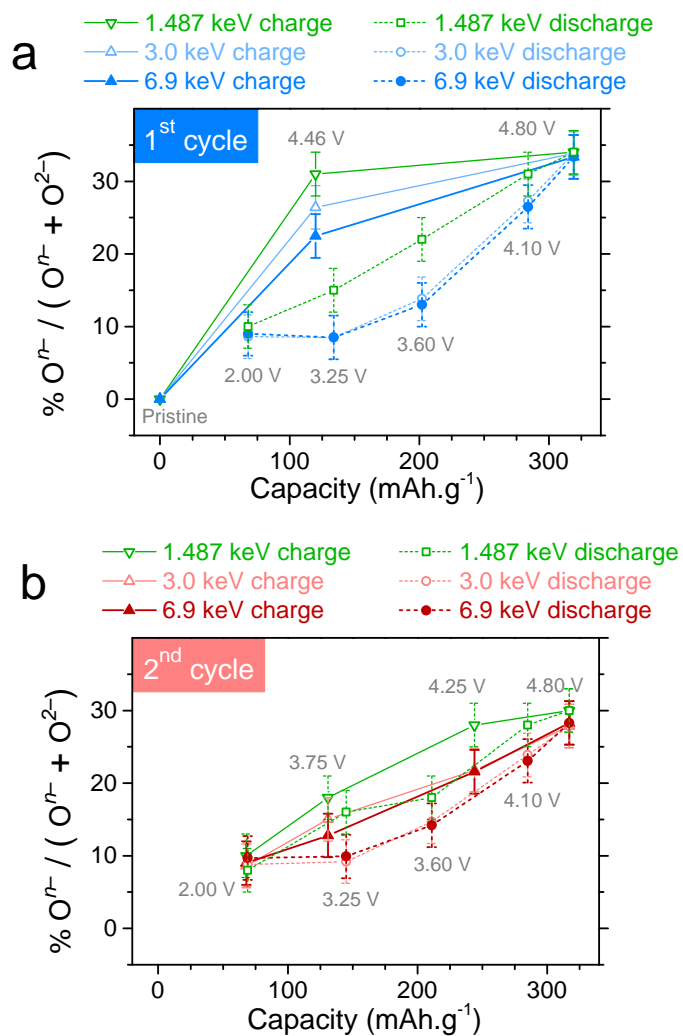 1.487 keV charge 1.487 keV discharge
a 3.0 keV charge 3.0 keV discharge
6.9 keV charge 6.9 keV discharge
1st cycle
4.46 V
4.80 V
4.10 V
3.60 V
3.25 V
2.00 V
Pristine
% Oⁿ⁻ / ( Oⁿ⁻ + O²⁻)
30
20
10
0
0 100 200 300
Capacity (mAh.g⁻¹)
1.487 keV charge 1.487 keV discharge
b 3.0 keV charge 3.0 keV discharge
6.9 keV charge 6.9 keV discharge
2nd cycle
4.25 V
4.80 V
3.75 V
4.10 V
3.60 V
3.25 V
2.00 V
% Oⁿ⁻ / ( Oⁿ⁻ + O²⁻)
30
20
10
0
0 100 200 300
Capacity (mAh.g⁻¹)